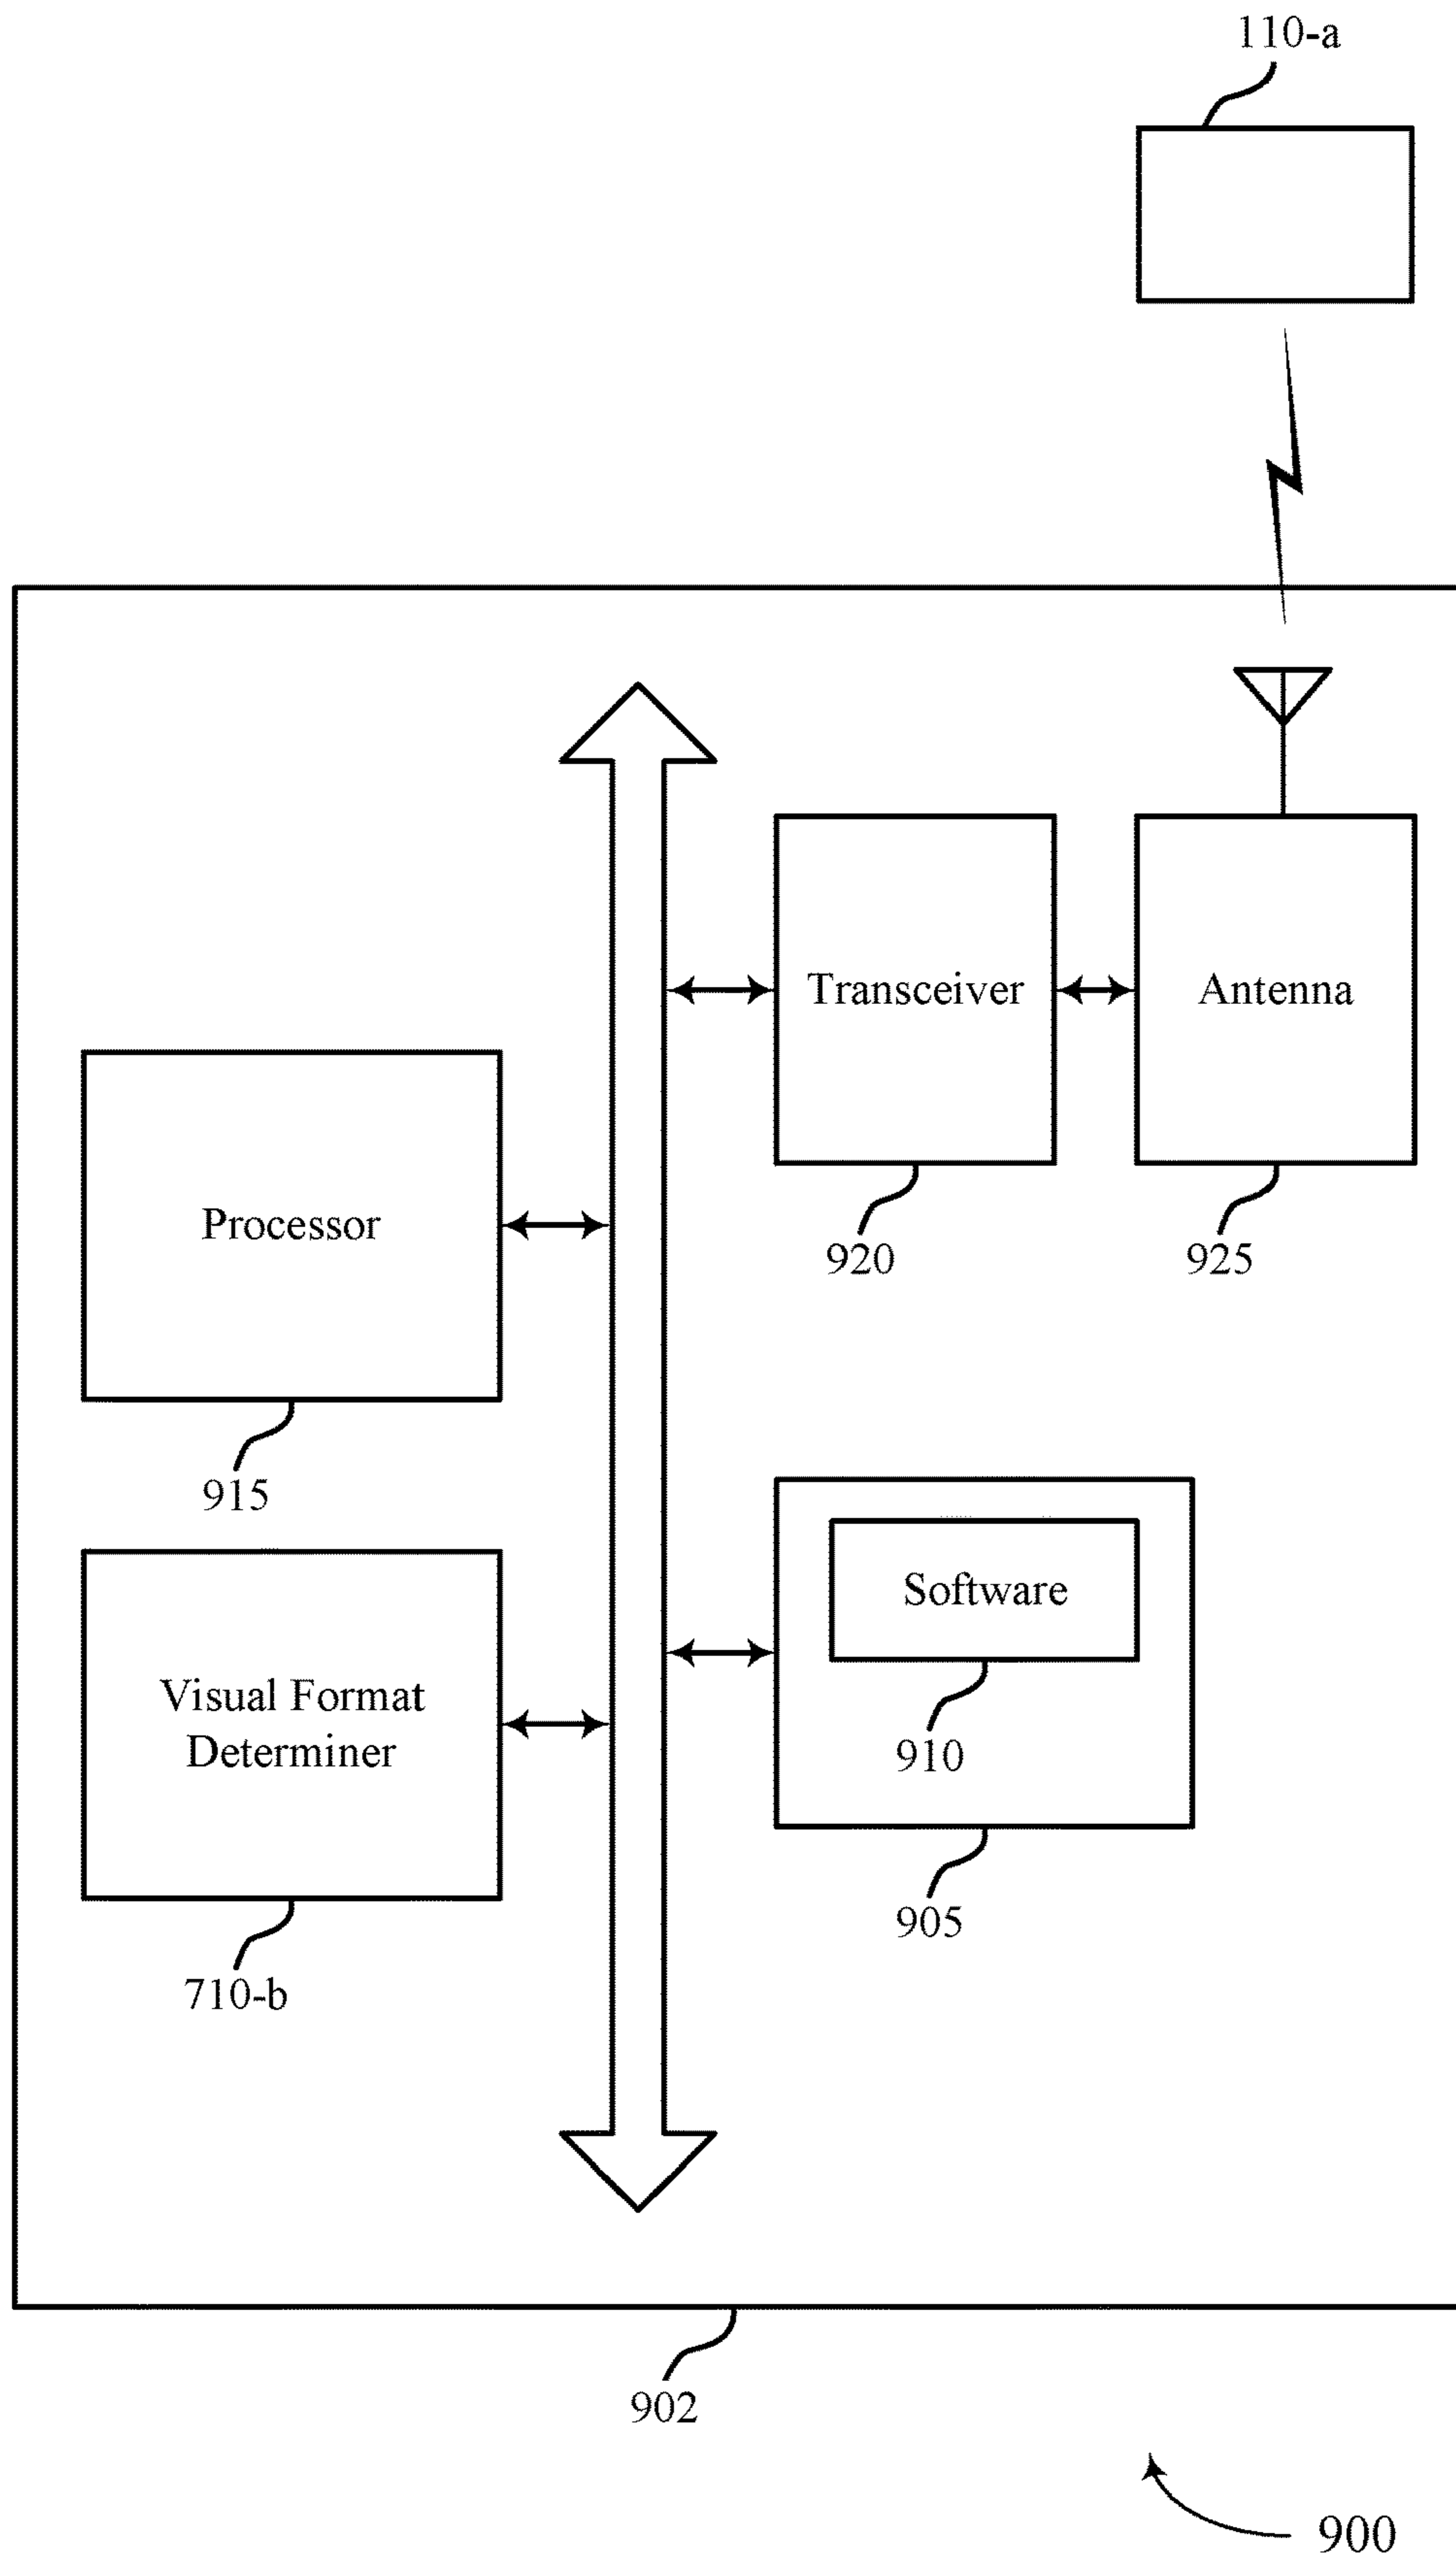 110-a
Transceiver
Antenna
920
925
Processor
915
Software
910
905
Visual Format
Determiner
710-b
902
900